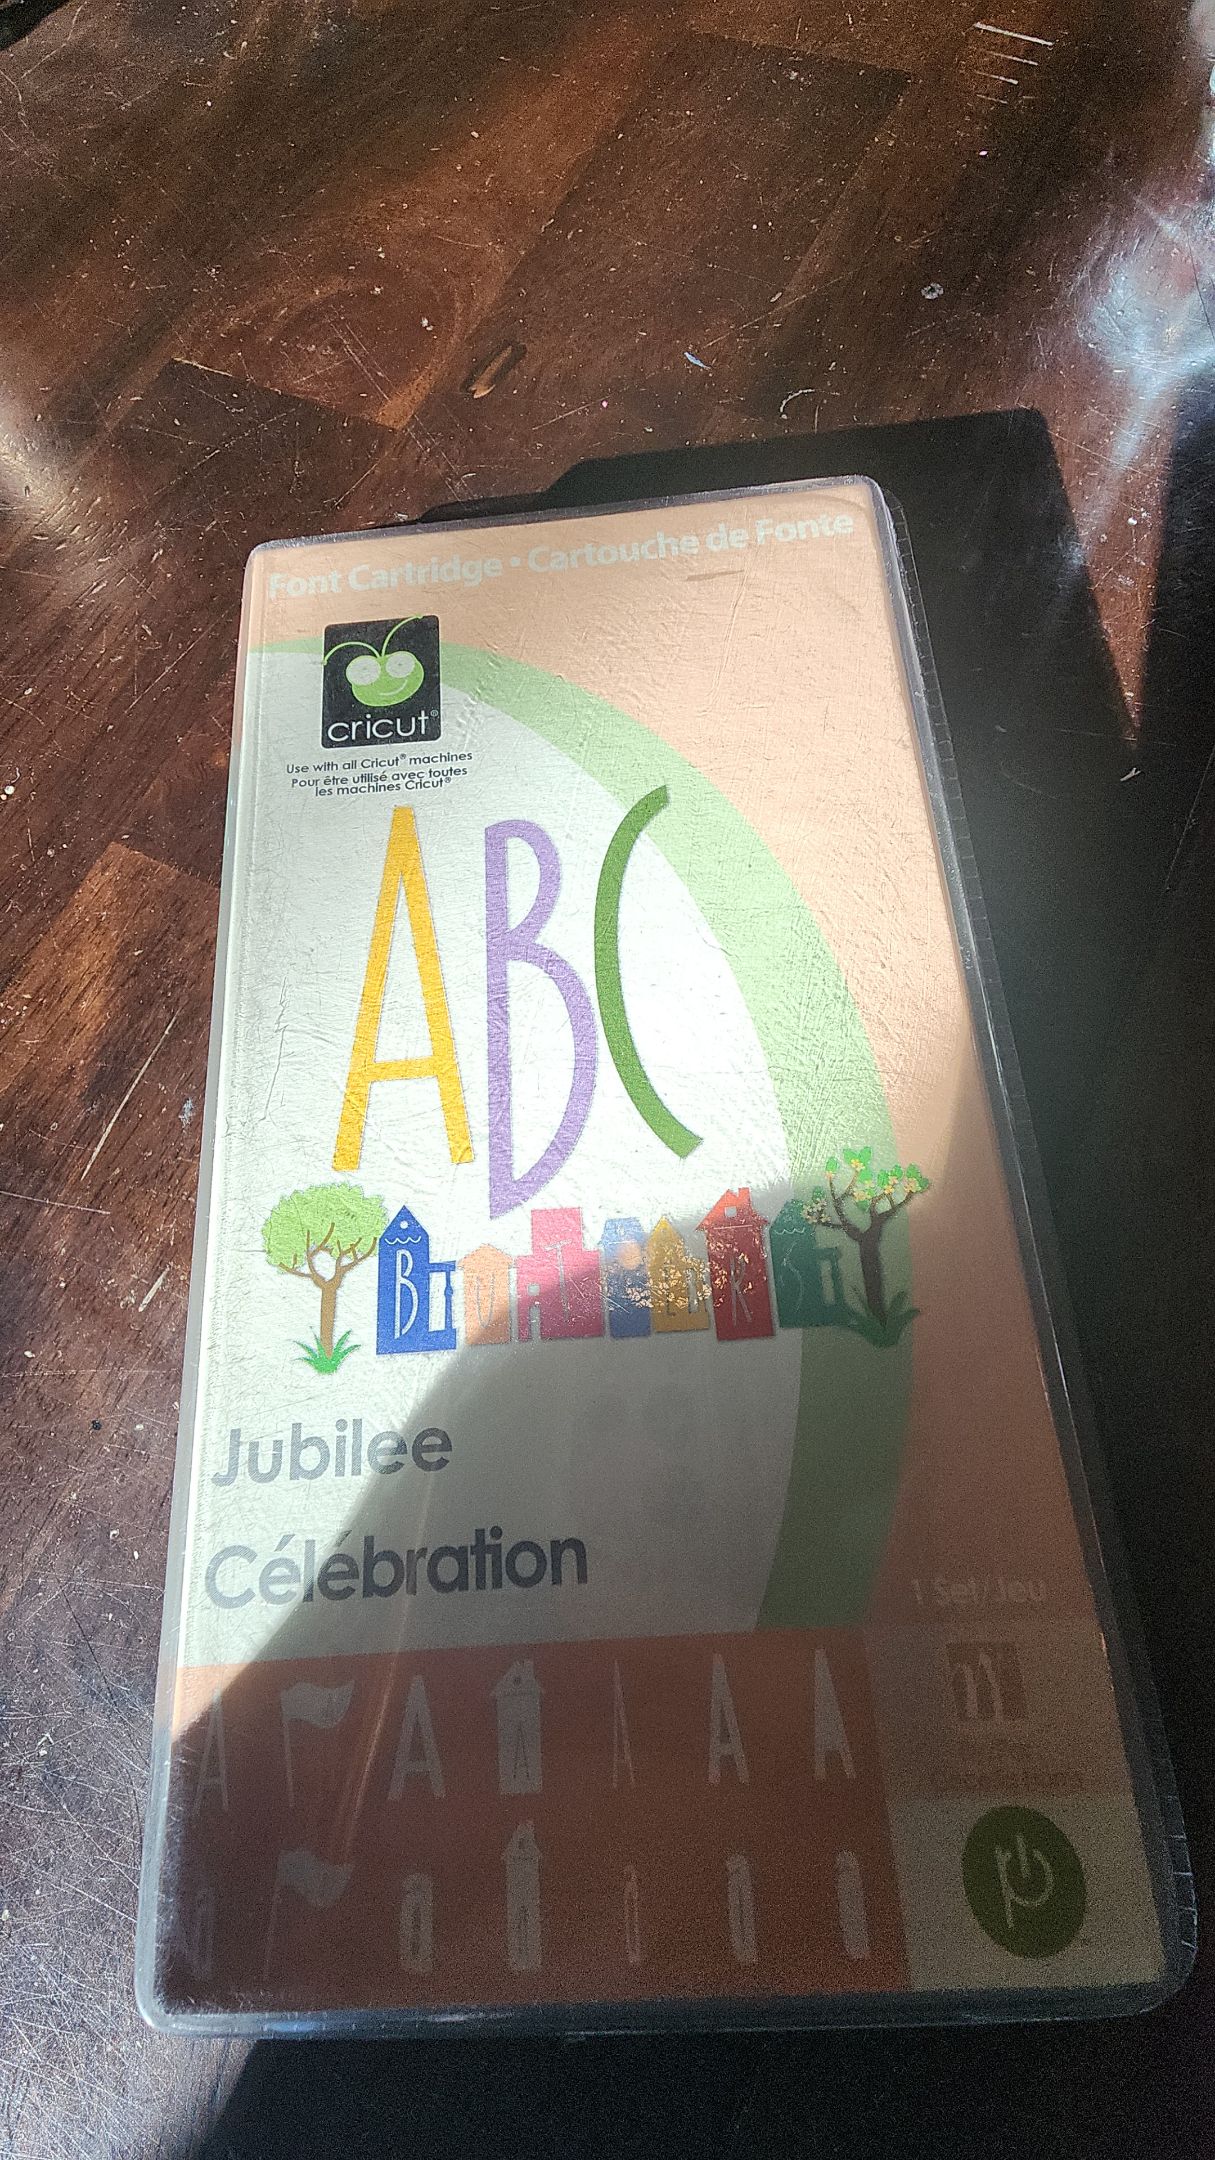 Font Cartridge • Cartouche de Fonte
cricut®
Use with all Cricut® machines
Pour être utilisé avec toutes
les machines Cricut®
ABC
Jubilee
Célébration
1 Set/Jeu
A A A A A A
a a a a a a